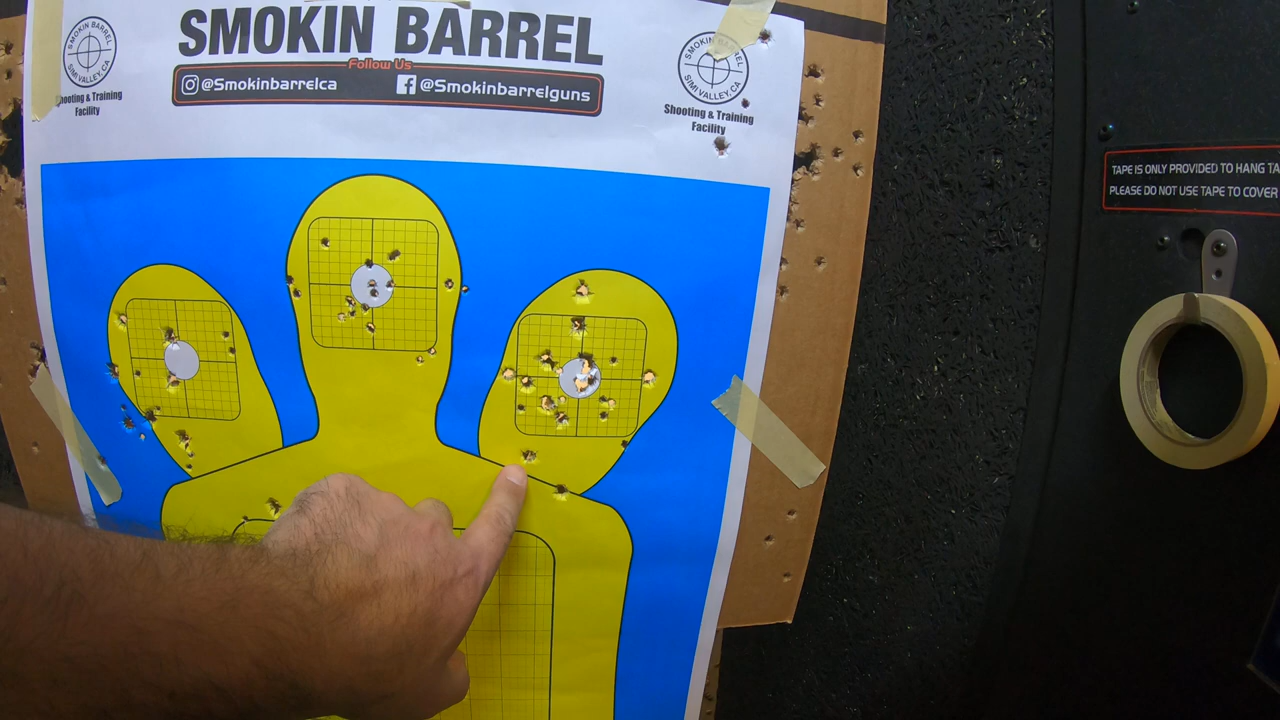 SMOKIN BARREL
SIMI VALLEY, CA
Shooting & Training
Facility
SMOKIN BARREL
Follow Us
@Smokinbarrelca
@Smokinbarrelguns
SMOKIN
SIMI VALLEY, CA
Shooting & Training
Facility
TAPE IS ONLY PROVIDED TO HANG TA
PLEASE DO NOT USE TAPE TO COVER